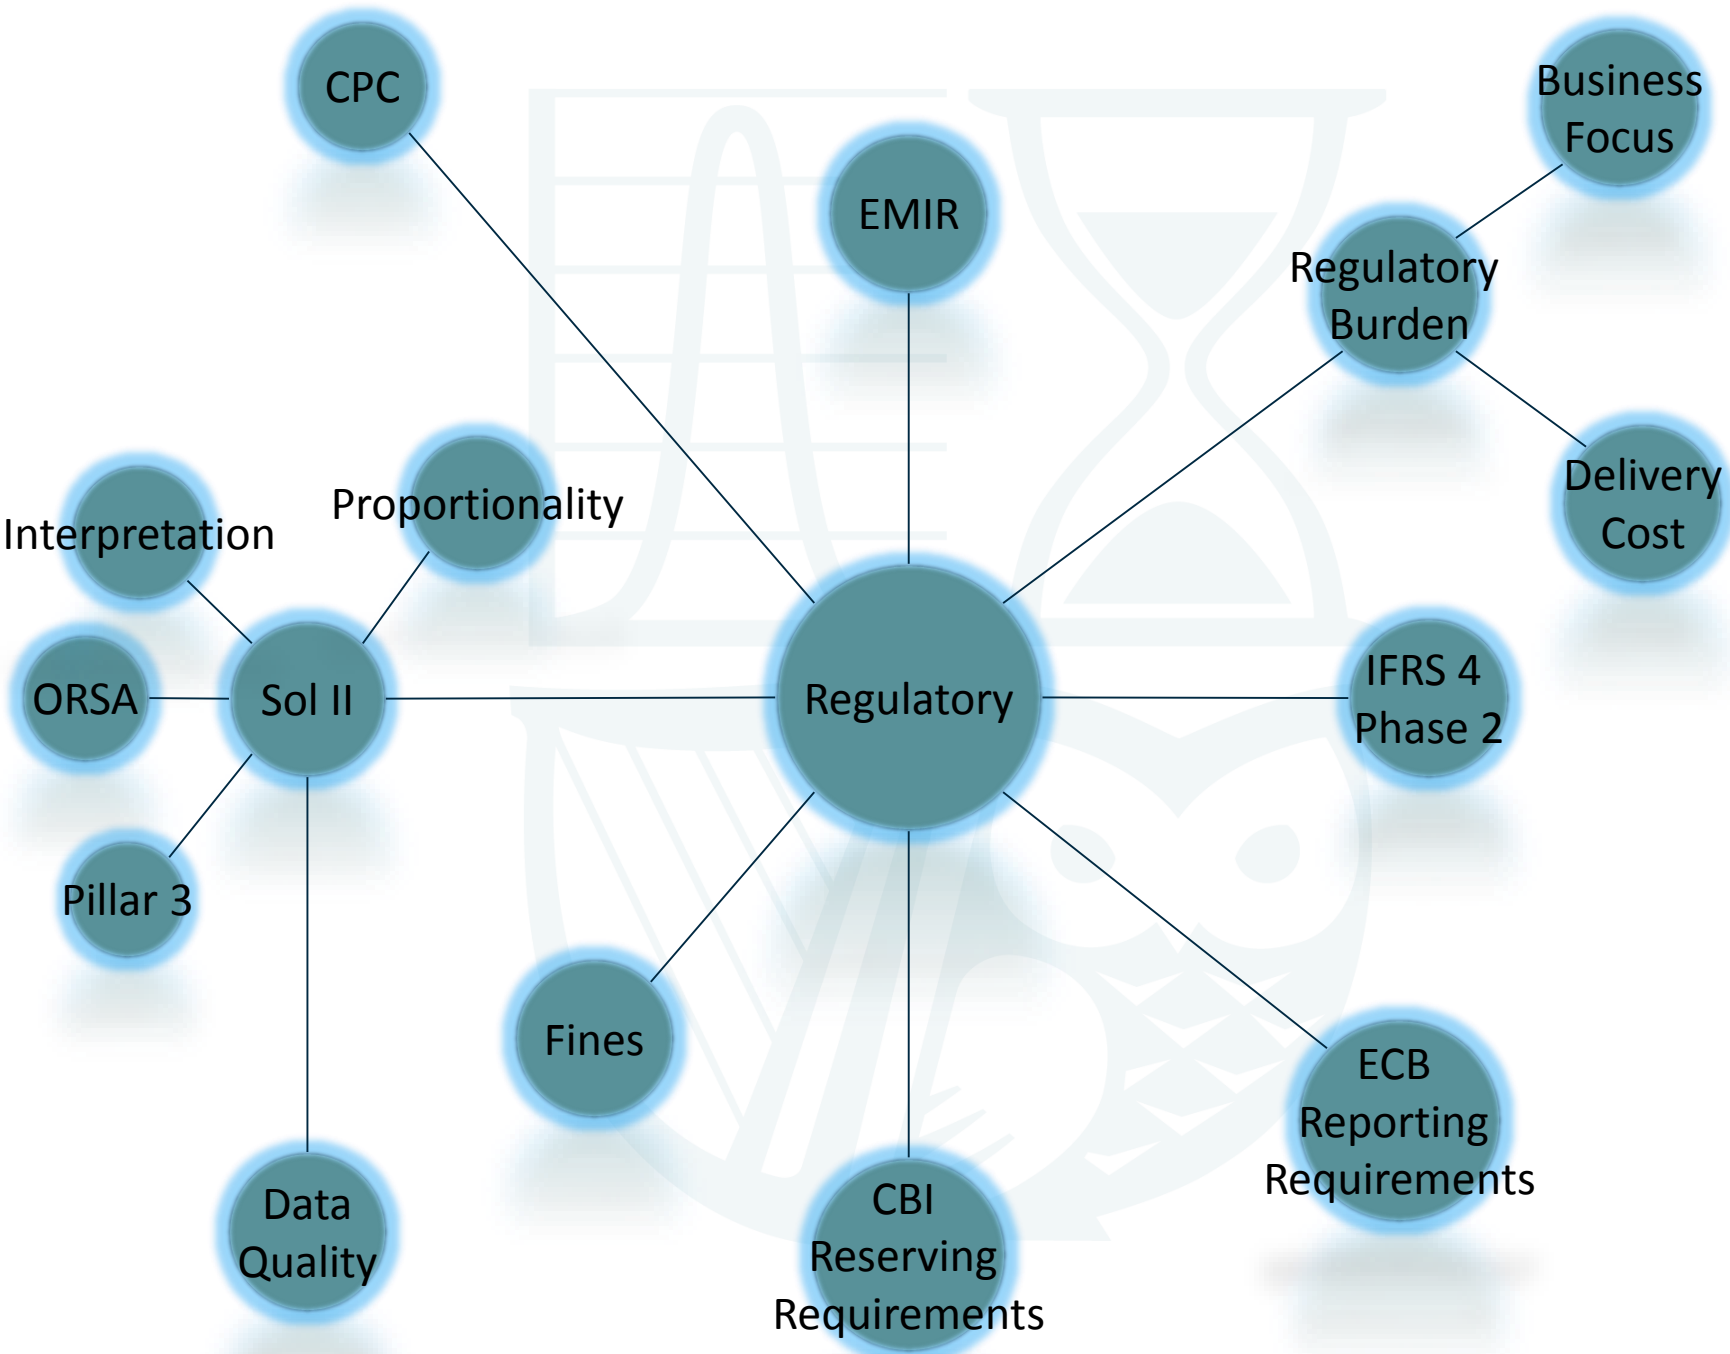 CPC
Business
Focus
EMIR
Regulatory
Burden
Delivery
Cost
Proportionality
Interpretation
ORSA
Sol II
Regulatory
IFRS 4
Phase 2
Pillar 3
Fines
ECB
Reporting
Requirements
Data
Quality
CBI
Reserving
Requirements